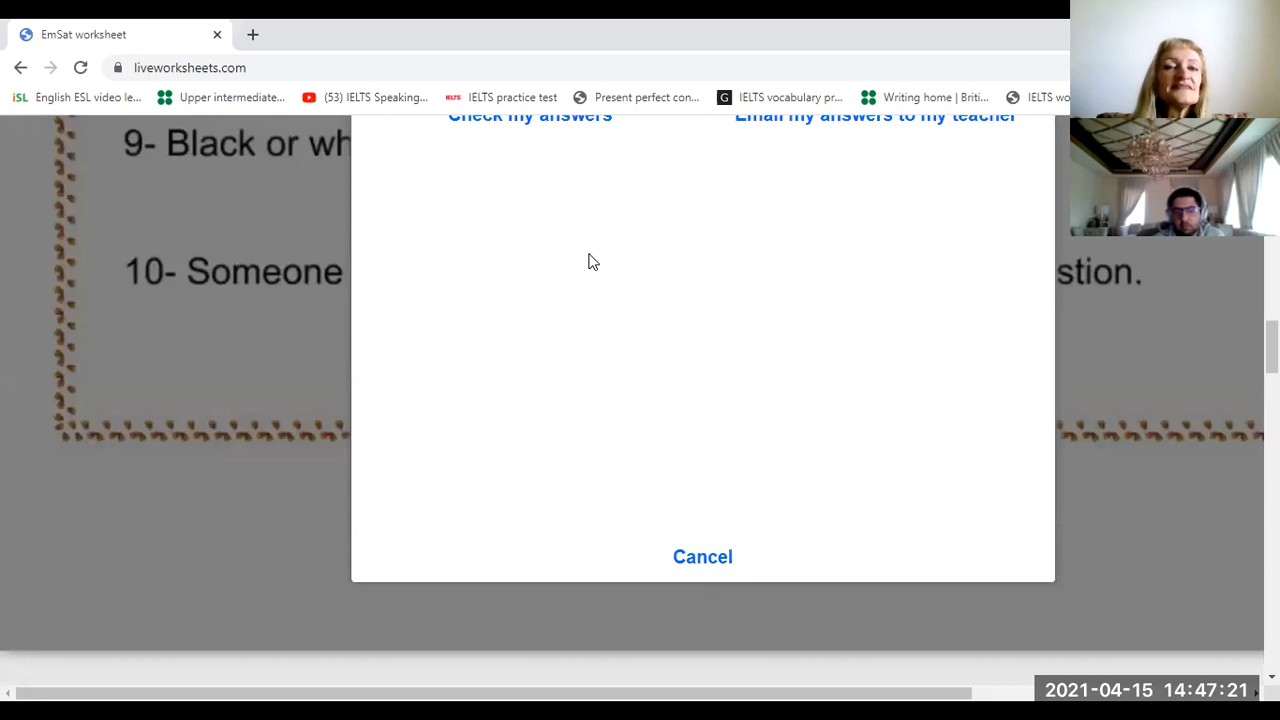 EmSat worksheet
liveworksheets.com
iSL English ESL video le... Upper intermediate... (53) IELTS Speaking... IELTS IELTS practice test Present perfect con... G IELTS vocabulary pr... Writing home | Briti... IELTS wo
Check my answers Email my answers to my teacher
9- Black or wh
10- Someone stion.
Cancel
2021-04-15 14:47:21